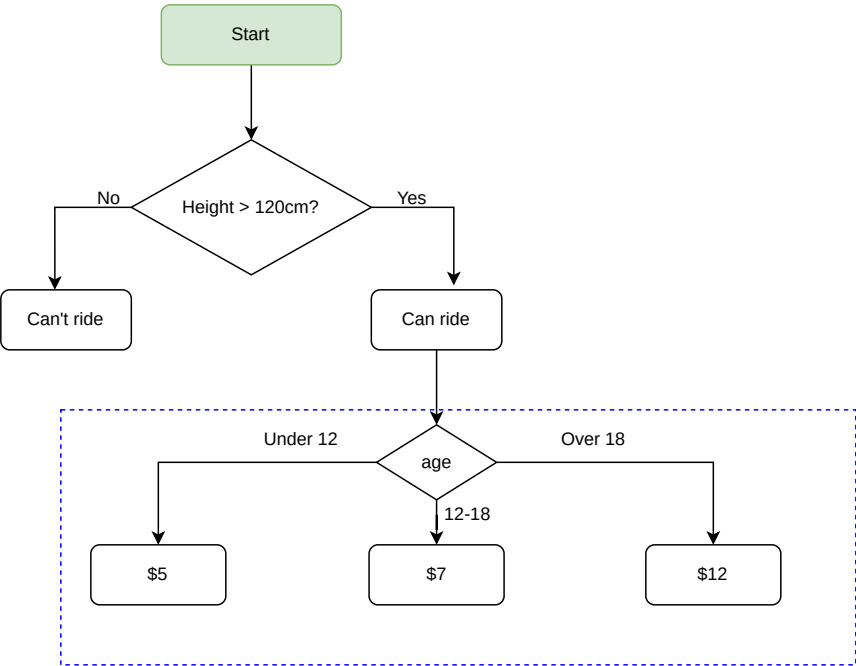 Start
Height > 120cm?
No
Yes
Can't ride
Can ride
age
Under 12
12-18
Over 18
$5
$7
$12